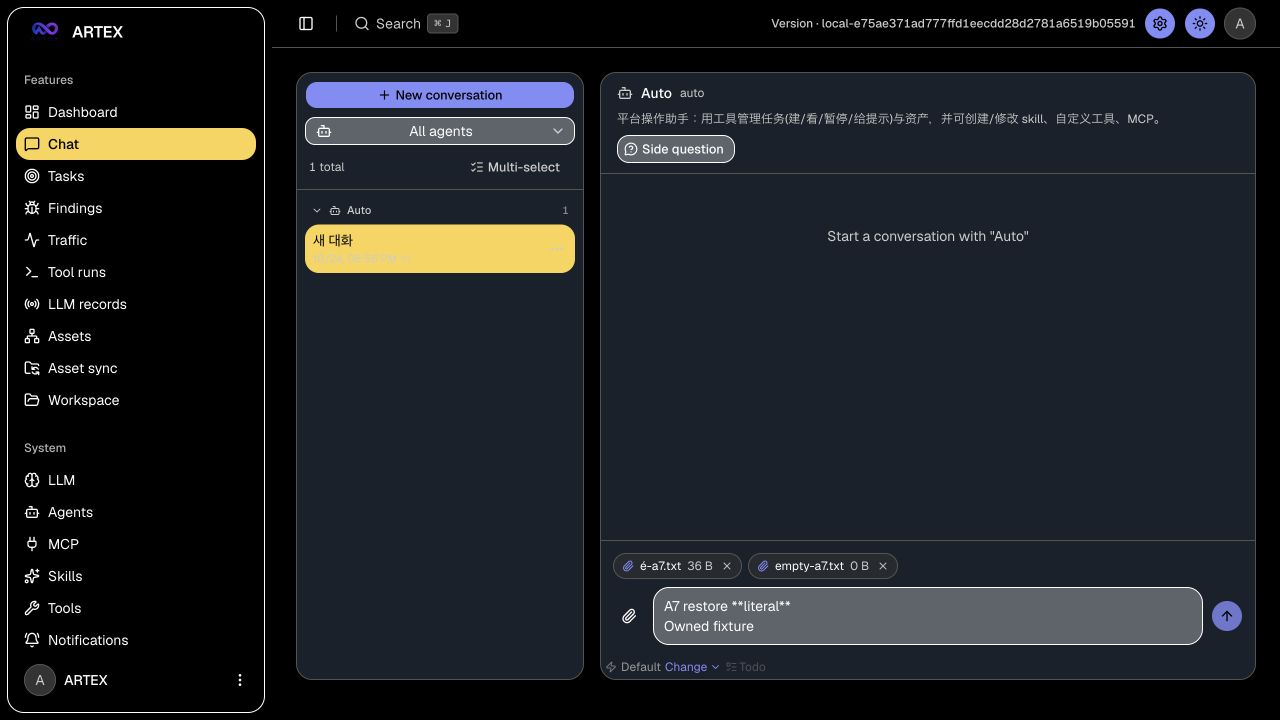 ARTEX
Features
Dashboard
Chat
Tasks
Findings
Traffic
Tool runs
LLM records
Assets
Asset sync
Workspace
System
LLM
Agents
MCP
Skills
Tools
Notifications
A ARTEX
Search ⌘ J
Version · local-e75ae371ad777ffd1eecdd28d2781a6519b05591
A
New conversation
All agents
1 total Multi-select
Auto 1
새 대화
Auto auto
平台操作助手：用工具管理任务(建/看/暂停/给提示)与资产，并可创建/修改 skill、自定义工具、MCP。
Side question
Start a conversation with "Auto"
é-a7.txt 36 B
empty-a7.txt 0 B
A7 restore **literal**
Owned fixture
Default Change Todo